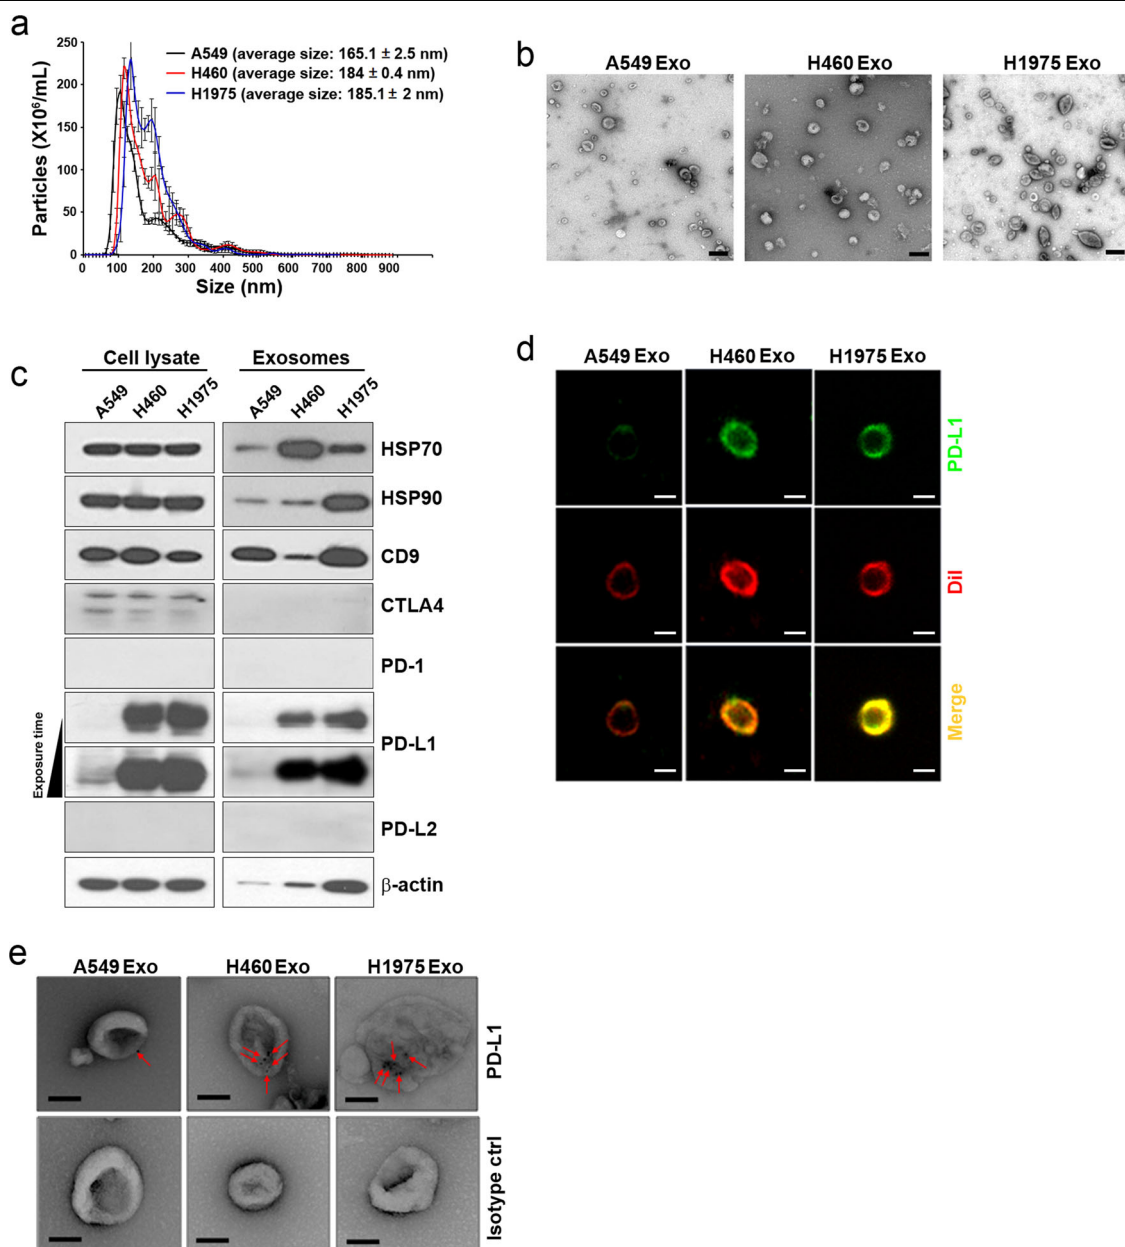 a
250
200
150
100
50
0
Particles (X10⁶/mL)
0 100 200 300 400 500 600 700 800 900
Size (nm)
A549 (average size: 165.1 ± 2.5 nm)
H460 (average size: 184 ± 0.4 nm)
H1975 (average size: 185.1 ± 2 nm)
b
A549 Exo H460 Exo H1975 Exo
c
Cell lysate Exosomes
A549 H460 H1975 A549 H460 H1975
HSP70
HSP90
CD9
CTLA4
PD-1
PD-L1
Exposure time
PD-L2
β-actin
d
A549 Exo H460 Exo H1975 Exo
PD-L1
DiI
Merge
e
A549 Exo H460 Exo H1975 Exo
PD-L1
Isotype ctrl